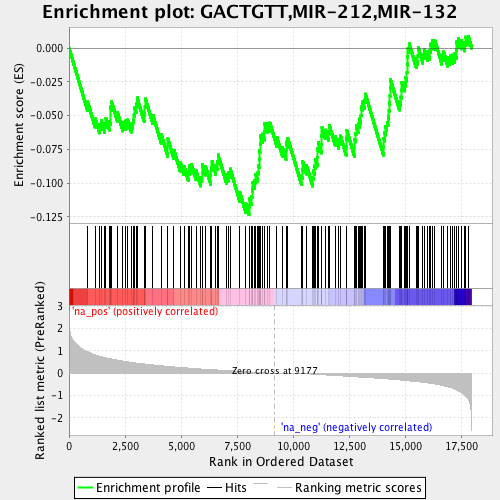 Enrichment plot: GACTGTT,MIR-212,MIR-132
Enrichment score (ES)
0.000
-0.025
-0.050
-0.075
-0.100
-0.125
'na_pos' (positively correlated)
Ranked list metric (PreRanked)
3
2
1
0
-1
-2
Zero cross at 9177
'na_neg' (negatively correlated)
0
2,500
5,000
7,500
10,000
12,500
15,000
17,500
Rank in Ordered Dataset
Enrichment profile
Hits
Ranking metric scores